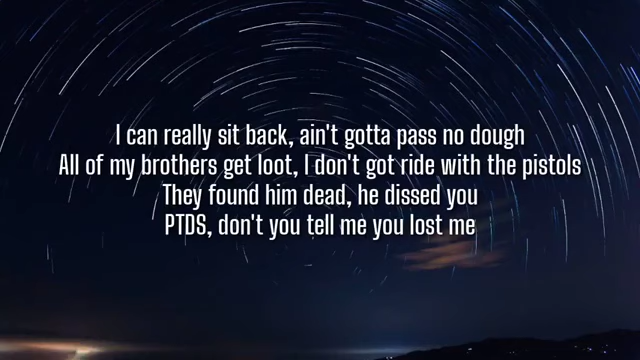 I can really sit back, ain't gotta pass no dough
All of my brothers get loot, I don't got ride with the pistols
They found him dead, he dissed you
PTDS, don't you tell me you lost me